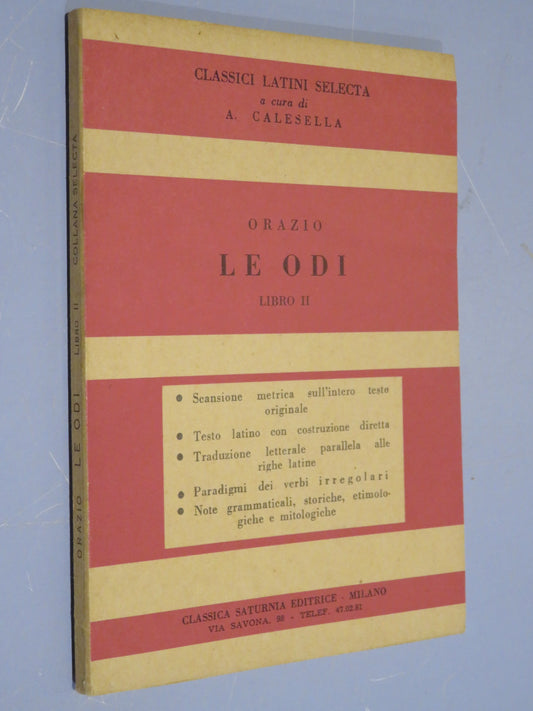 CLASSICI LATINI SELECTA
a cura di
A. CALESELLA
ORAZIO
LE ODI
LIBRO II
● Scansione metrica sull'intero testo
originale
● Testo latino con costruzione diretta
● Traduzione letterale parallela alle
righe latine
● Paradigmi dei verbi irregolari
● Note grammaticali, storiche, etimolo-
giche e mitologiche
CLASSICA SATURNIA EDITRICE - MILANO
VIA SAVONA, 98 - TELEF. 47.02.81
ORAZIO LE ODI LIBRO II COLLANA SELECTA